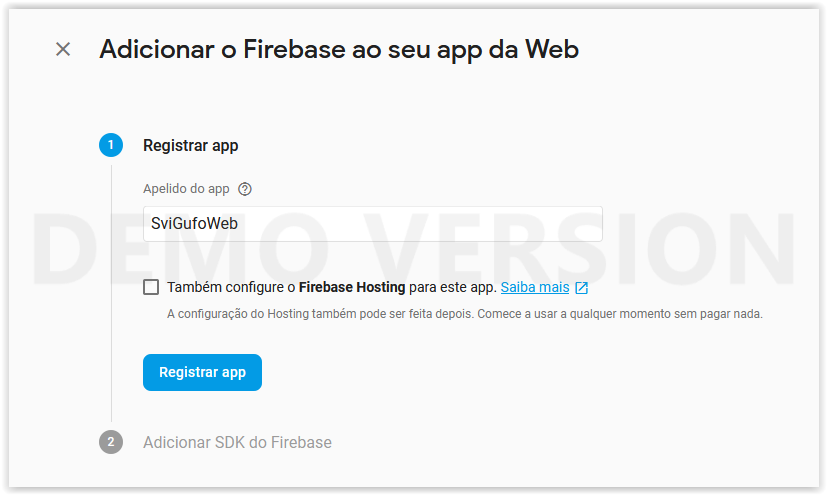 Adicionar o Firebase ao seu app da Web
1
Registrar app
Apelido do app
SviGufoWeb
DEMO VERSION
Também configure o Firebase Hosting para este app. Saiba mais
A configuração do Hosting também pode ser feita depois. Comece a usar a qualquer momento sem pagar nada.
Registrar app
2
Adicionar SDK do Firebase